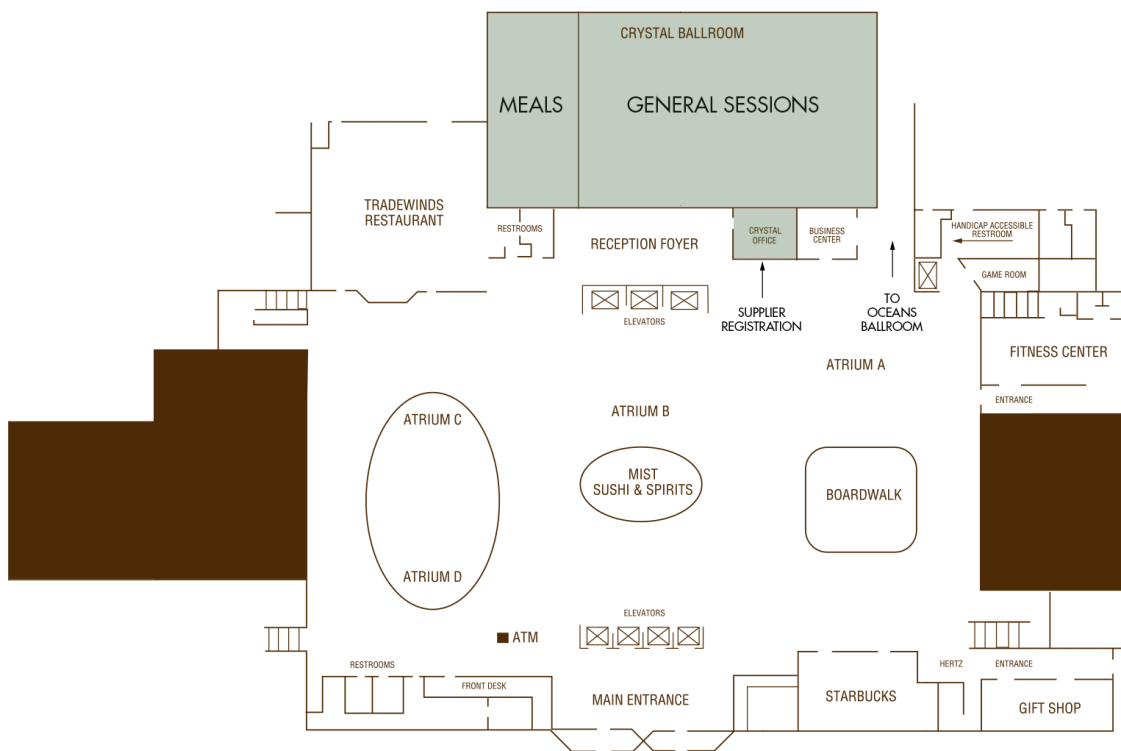 CRYSTAL BALLROOM
MEALS
GENERAL SESSIONS
TRADEWINDS
RESTAURANT
RESTROOMS
RECEPTION FOYER
CRYSTAL
OFFICE
BUSINESS
CENTER
HANDICAP ACCESSIBLE
RESTROOM
GAME ROOM
ELEVATORS
SUPPLIER
REGISTRATION
TO
OCEANS
BALLROOM
FITNESS CENTER
ATRIUM A
ENTRANCE
ATRIUM C
ATRIUM B
MIST
SUSHI & SPIRITS
BOARDWALK
ATRIUM D
ELEVATORS
ATM
RESTROOMS
FRONT DESK
MAIN ENTRANCE
STARBUCKS
HERTZ
ENTRANCE
GIFT SHOP